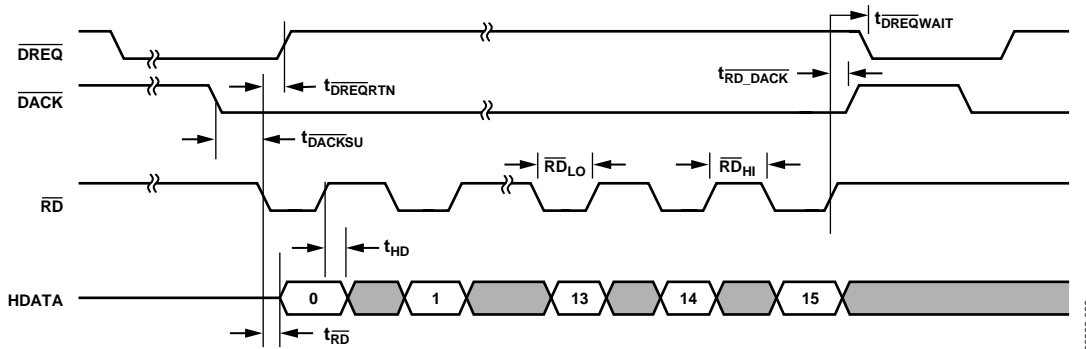 DREQ
tDREQWAIT
tDREQRTN
tRD_DACK
DACK
tDACKSU
RD
RDLO
RDHI
tHD
HDATA
0
1
13
14
15
tRD